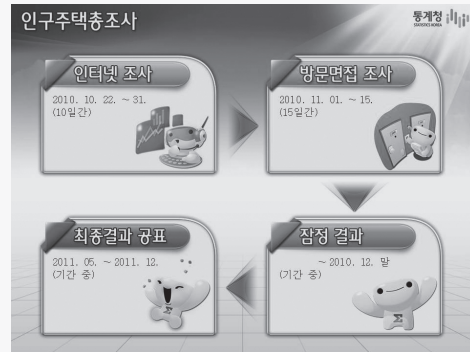 인구주택총조사
통계청
STATISTICS KOREA
인터넷 조사
2010. 10. 22. ~ 31.
(10일간)
방문면접 조사
2010. 11. 01. ~ 15.
(15일간)
최종결과 공표
2011. 05. ~ 2011. 12.
(기간 중)
잠정 결과
~ 2010. 12. 말
(기간 중)
Σ
Σ